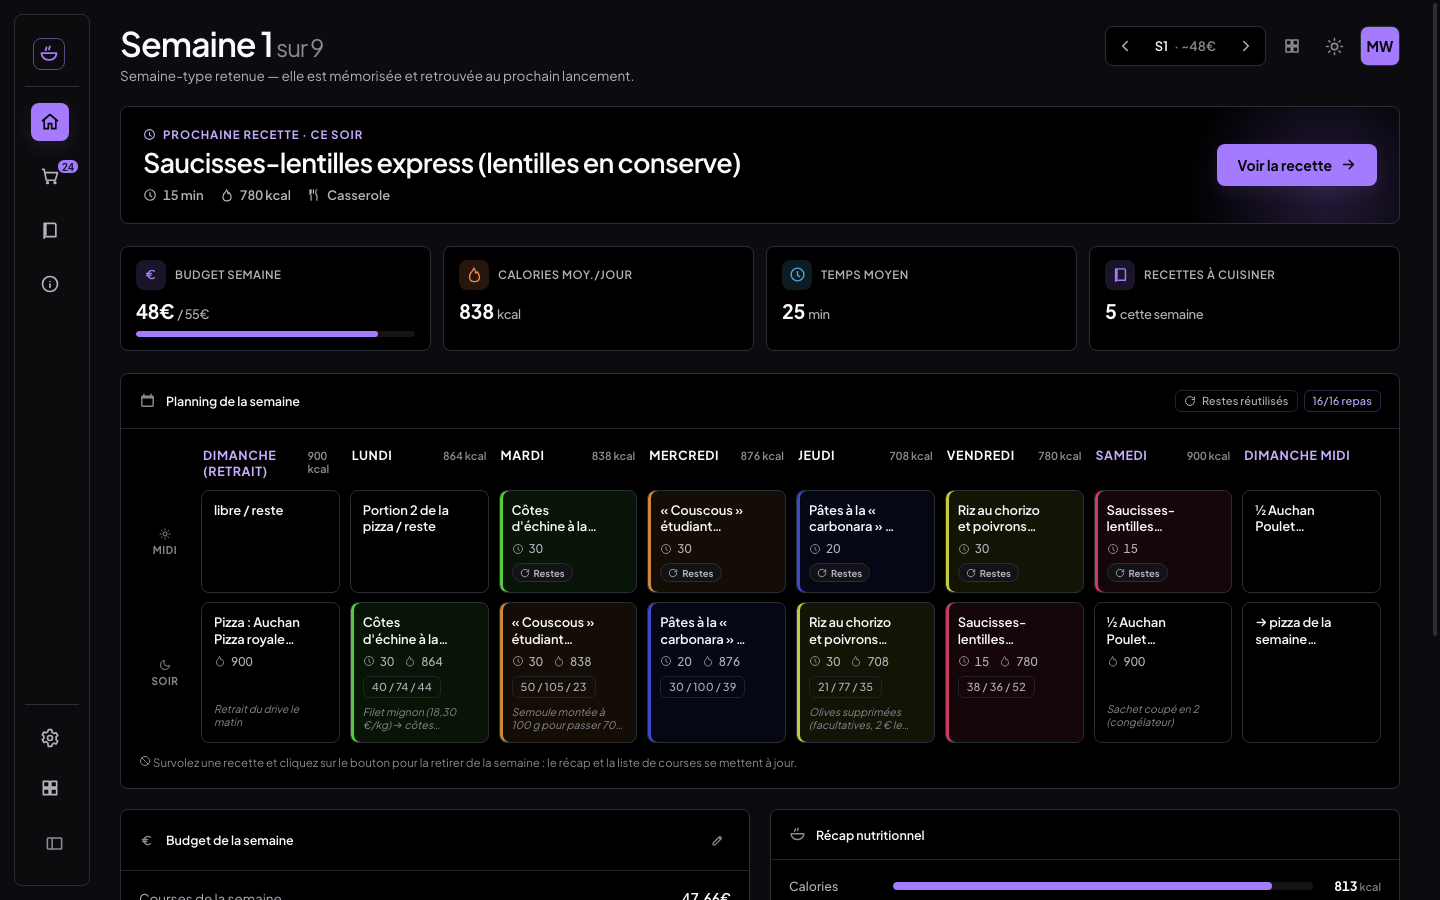 Semaine 1 sur 9
Semaine-type retenue — elle est mémorisée et retrouvée au prochain lancement.
S1 · ~48€
MW
24
PROCHAINE RECETTE · CE SOIR
Saucisses-lentilles express (lentilles en conserve)
15 min 780 kcal Casserole
Voir la recette →
€ BUDGET SEMAINE
48€ / 55€
CALORIES MOY./JOUR
838 kcal
TEMPS MOYEN
25 min
RECETTES À CUISINER
5 cette semaine
Planning de la semaine
Restes réutilisés
16/16 repas
DIMANCHE
(RETRAIT)
900
kcal
LUNDI 864 kcal
MARDI 838 kcal
MERCREDI 876 kcal
JEUDI 708 kcal
VENDREDI 780 kcal
SAMEDI 900 kcal
DIMANCHE MIDI
MIDI
libre / reste
Portion 2 de la
pizza / reste
Côtes
d'échine à la…
30
Restes
« Couscous »
étudiant…
30
Restes
Pâtes à la «
carbonara » …
20
Restes
Riz au chorizo
et poivrons…
30
Restes
Saucisses-
lentilles…
15
Restes
½ Auchan
Poulet…
SOIR
Pizza : Auchan
Pizza royale…
900
Retrait du drive le
matin
Côtes
d'échine à la…
30 864
40 / 74 / 44
Filet mignon (18,30
€/kg) → côtes…
« Couscous »
étudiant…
30 838
50 / 105 / 23
Semoule montée à
100 g pour passer 70…
Pâtes à la «
carbonara » …
20 876
30 / 100 / 39
Riz au chorizo
et poivrons…
30 708
21 / 77 / 35
Olives supprimées
(facultatives, 2 € le…
Saucisses-
lentilles…
15 780
38 / 36 / 52
½ Auchan
Poulet…
900
Sachet coupé en 2
(congélateur)
→ pizza de la
semaine…
Survolez une recette et cliquez sur le bouton pour la retirer de la semaine : le récap et la liste de courses se mettent à jour.
€ Budget de la semaine
Courses de la semaine 47,66€
Récap nutritionnel
Calories 813 kcal